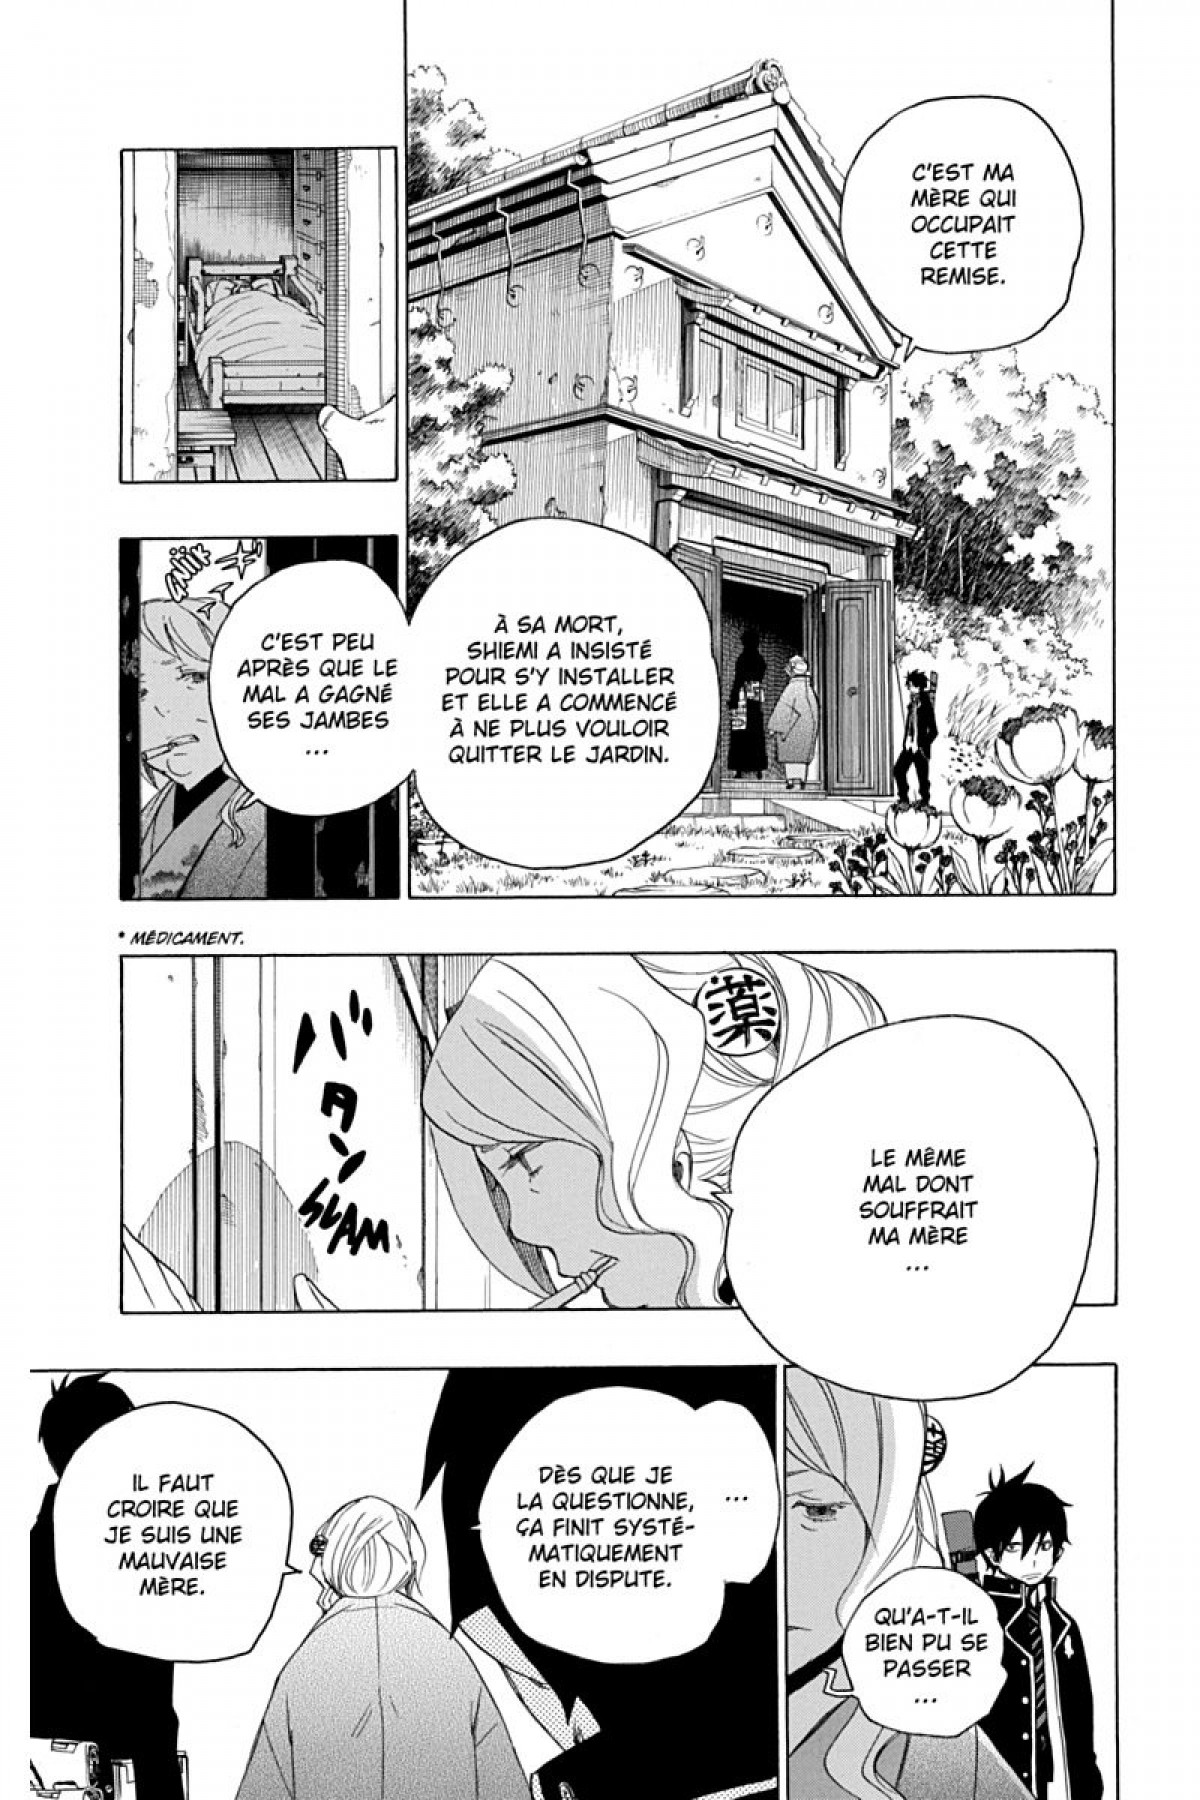 C'EST MA
MÈRE QUI
OCCUPAIT
CETTE
REMISE.
À SA MORT,
SHIEMI A INSISTÉ
POUR S'Y INSTALLER
ET ELLE A COMMENCÉ
À NE PLUS VOULOIR
QUITTER LE JARDIN.
C'EST PEU
APRÈS QUE LE
MAL A GAGNÉ
SES JAMBES
...
* MÉDICAMENT.
薬
バタン
SLAM
LE MÊME
MAL DONT
SOUFFRAIT
MA MÈRE
...
QU'A-T-IL
BIEN PU SE
PASSER
...
...
DÈS QUE JE
LA QUESTIONNE,
ÇA FINIT SYSTÉ-
MATIQUEMENT
EN DISPUTE.
IL FAUT
CROIRE QUE
JE SUIS UNE
MAUVAISE
MÈRE.